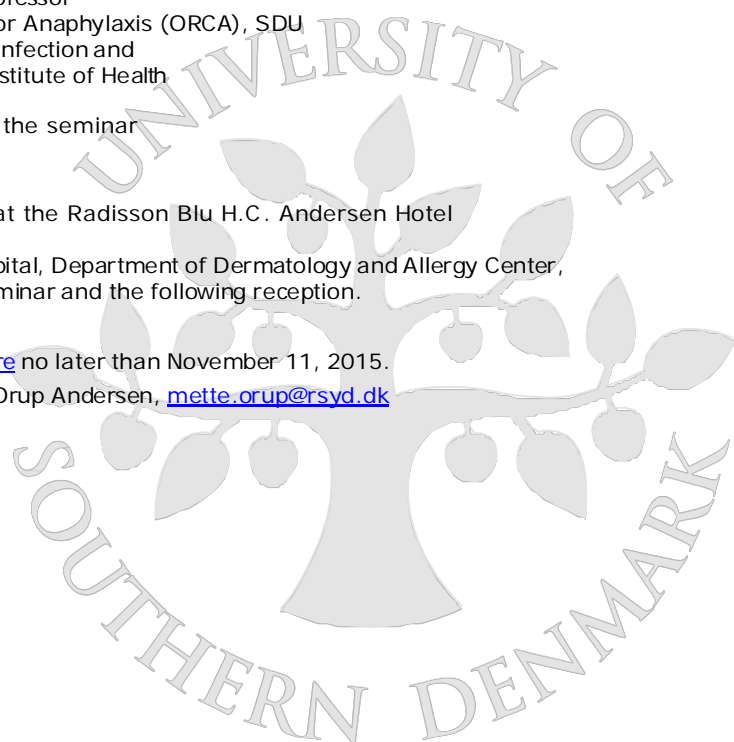 or Anaphylaxis (ORCA), SDU
nfection and
stitute of Health
the seminar
at the Radisson Blu H.C. Andersen Hotel
pital, Department of Dermatology and Allergy Center,
minar and the following reception.
re no later than November 11, 2015.
Orup Andersen, mette.orup@rsyd.dk
UNIVERSITY OF
SOUTHERN DENMARK